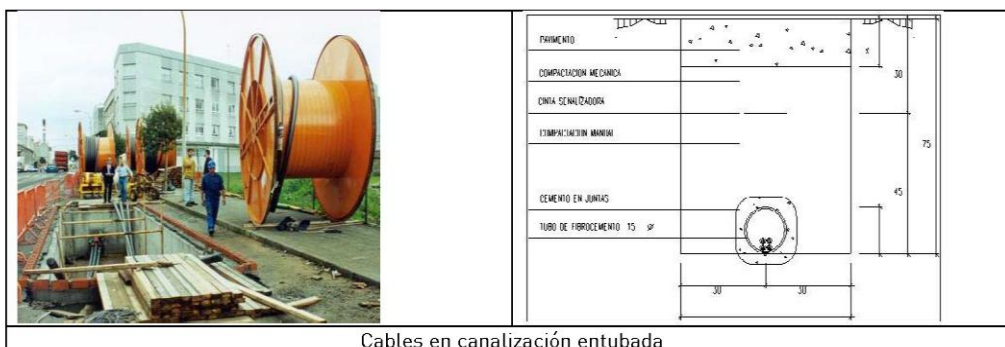 PAVIMENTO
COMPACTACION MECANICA
CINTA SENALIZADORA
COMPACTACION MANUAL
CEMENTO EN JUNTAS
TUBO DE FIBROCEMENTO 15 ø
30
75
45
30
30
Cables en canalización entubada